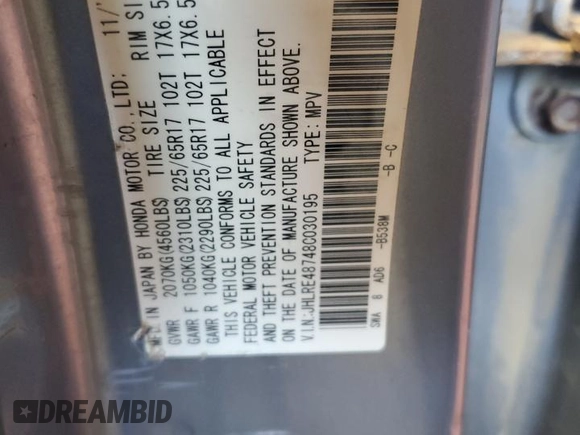 MFD. IN JAPAN BY HONDA MOTOR CO., LTD; 11/
TIRE SIZE RIM SI
GVWR 2070KG(4560LBS)
GAWR F 1050KG(2310LBS) 225/65R17 102T 17X6.5
GAWR R 1040KG(2290LBS) 225/65R17 102T 17X6.5
THIS VEHICLE CONFORMS TO ALL APPLICABLE
FEDERAL MOTOR VEHICLE SAFETY
AND THEFT PREVENTION STANDARDS IN EFFECT
ON THE DATE OF MANUFACTURE SHOWN ABOVE.
V.I.N.:JHLRE48748C030195 TYPE: MPV
SWA 6 AD6 -B538M -B -C
DREAMBID